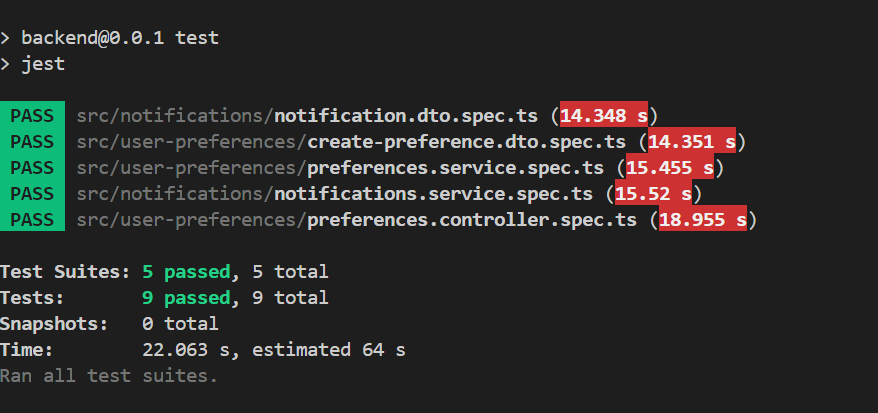 > backend@0.0.1 test
> jest
PASS src/notifications/notification.dto.spec.ts (14.348 s)
PASS src/user-preferences/create-preference.dto.spec.ts (14.351 s)
PASS src/user-preferences/preferences.service.spec.ts (15.455 s)
PASS src/notifications/notifications.service.spec.ts (15.52 s)
PASS src/user-preferences/preferences.controller.spec.ts (18.955 s)
Test Suites: 5 passed, 5 total
Tests: 9 passed, 9 total
Snapshots: 0 total
Time: 22.063 s, estimated 64 s
Ran all test suites.